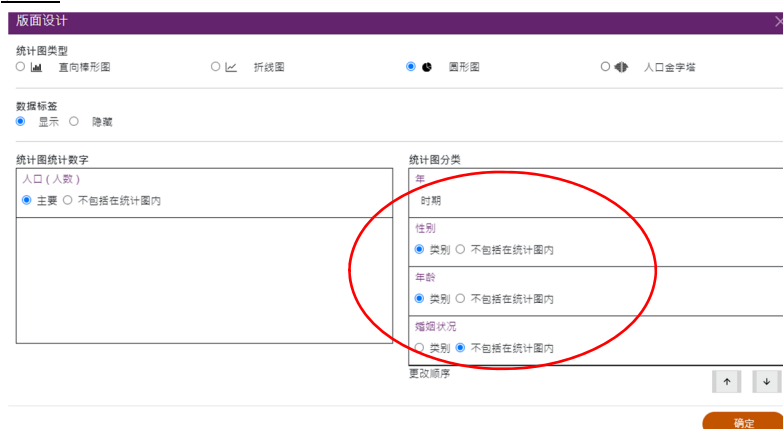 版面设计
统计图类型
直向棒形图 折线图 圆形图 人口金字塔
数据标签
显示 隐藏
统计图统计数字
人口 ( 人数 )
主要 不包括在统计图内
统计图分类
年
时期
性别
类别 不包括在统计图内
年龄
类别 不包括在统计图内
婚姻状况
类别 不包括在统计图内
更改顺序
确定